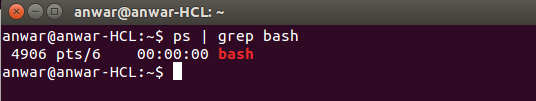 anwar@anwar-HCL: ~
anwar@anwar-HCL:~$ ps | grep bash
 4906 pts/6    00:00:00 bash
anwar@anwar-HCL:~$